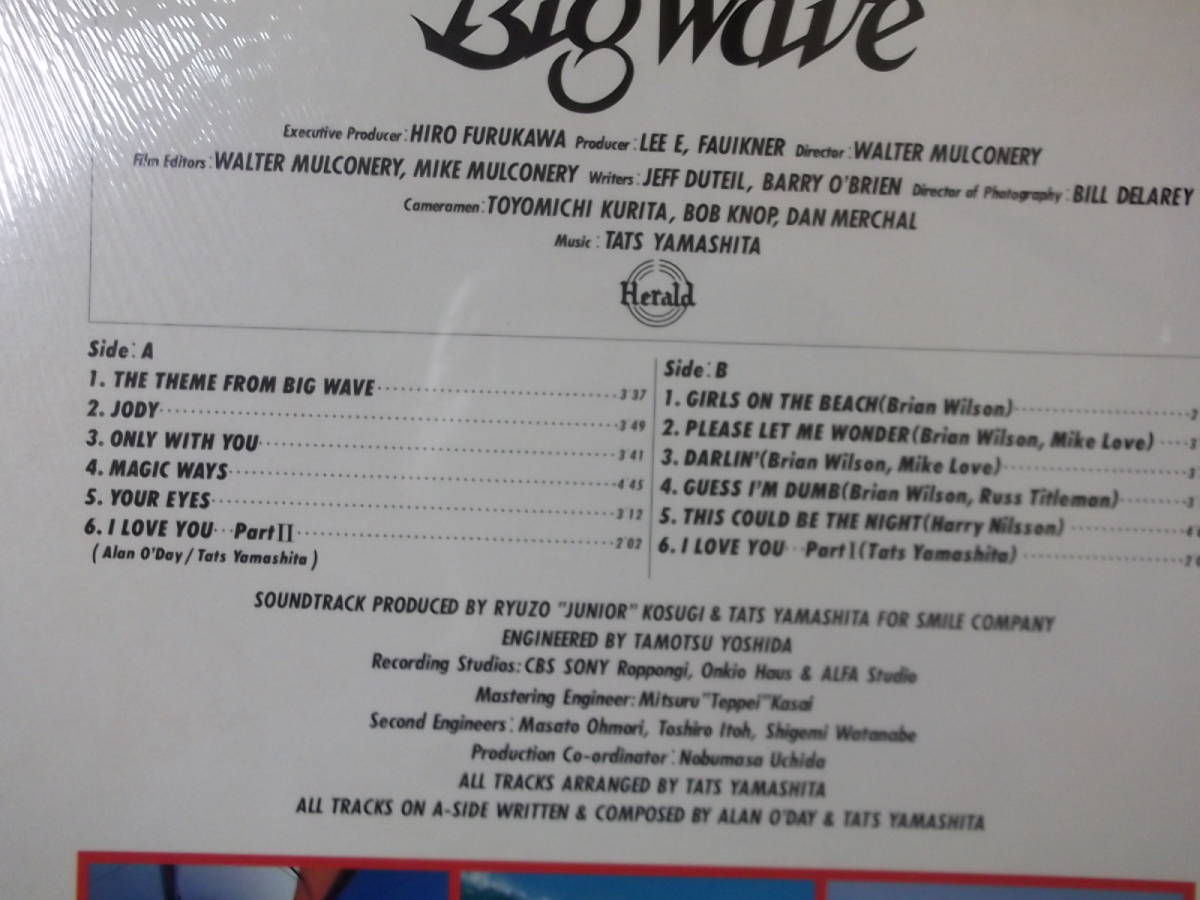 Big Wave
Executive Producer: HIRO FURUKAWA Producer: LEE E, FAUIKNER Director: WALTER MULCONERY
Film Editors: WALTER MULCONERY, MIKE MULCONERY Writers: JEFF DUTEIL, BARRY O'BRIEN Director of Photography: BILL DELAREY
Cameramen: TOYOMICHI KURITA, BOB KNOP, DAN MERCHAL
Music: TATS YAMASHITA
Herald
Side: A
1. THE THEME FROM BIG WAVE 3'37
2. JODY 3'49
3. ONLY WITH YOU 3'41
4. MAGIC WAYS 4'45
5. YOUR EYES 3'12
6. I LOVE YOU…Part II 2'02
(Alan O'Day/Tats Yamashita)
Side: B
1. GIRLS ON THE BEACH(Brian Wilson)
2. PLEASE LET ME WONDER(Brian Wilson, Mike Love)
3. DARLIN'(Brian Wilson, Mike Love)
4. GUESS I'M DUMB(Brian Wilson, Russ Titleman)
5. THIS COULD BE THE NIGHT(Harry Nilsson)
6. I LOVE YOU…Part I(Tats Yamashita)
SOUNDTRACK PRODUCED BY RYUZO "JUNIOR" KOSUGI & TATS YAMASHITA FOR SMILE COMPANY
ENGINEERED BY TAMOTSU YOSHIDA
Recording Studios: CBS SONY Roppongi, Onkio Haus & ALFA Studio
Mastering Engineer: Mitsuru "Teppei" Kasai
Second Engineers: Masato Ohmori, Toshiro Itoh, Shigemi Watanabe
Production Co-ordinator: Nobumasa Uchida
ALL TRACKS ARRANGED BY TATS YAMASHITA
ALL TRACKS ON A-SIDE WRITTEN & COMPOSED BY ALAN O'DAY & TATS YAMASHITA